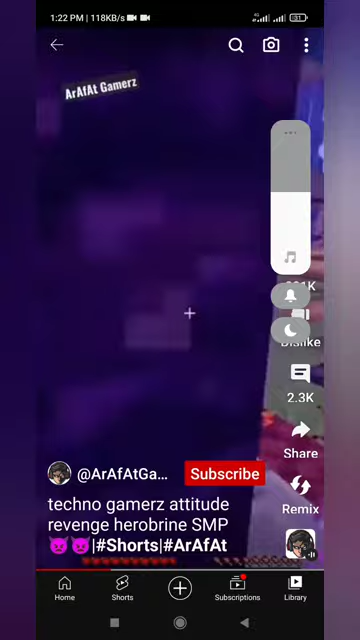 1:22 PM | 118KB/s
ArAfAt Gamerz
Dislike
2.3K
Share
@ArAfAtGa...
Subscribe
Remix
techno gamerz attitude
revenge herobrine SMP
😈😈|#Shorts|#ArAfAt
Home
Shorts
Subscriptions
Library